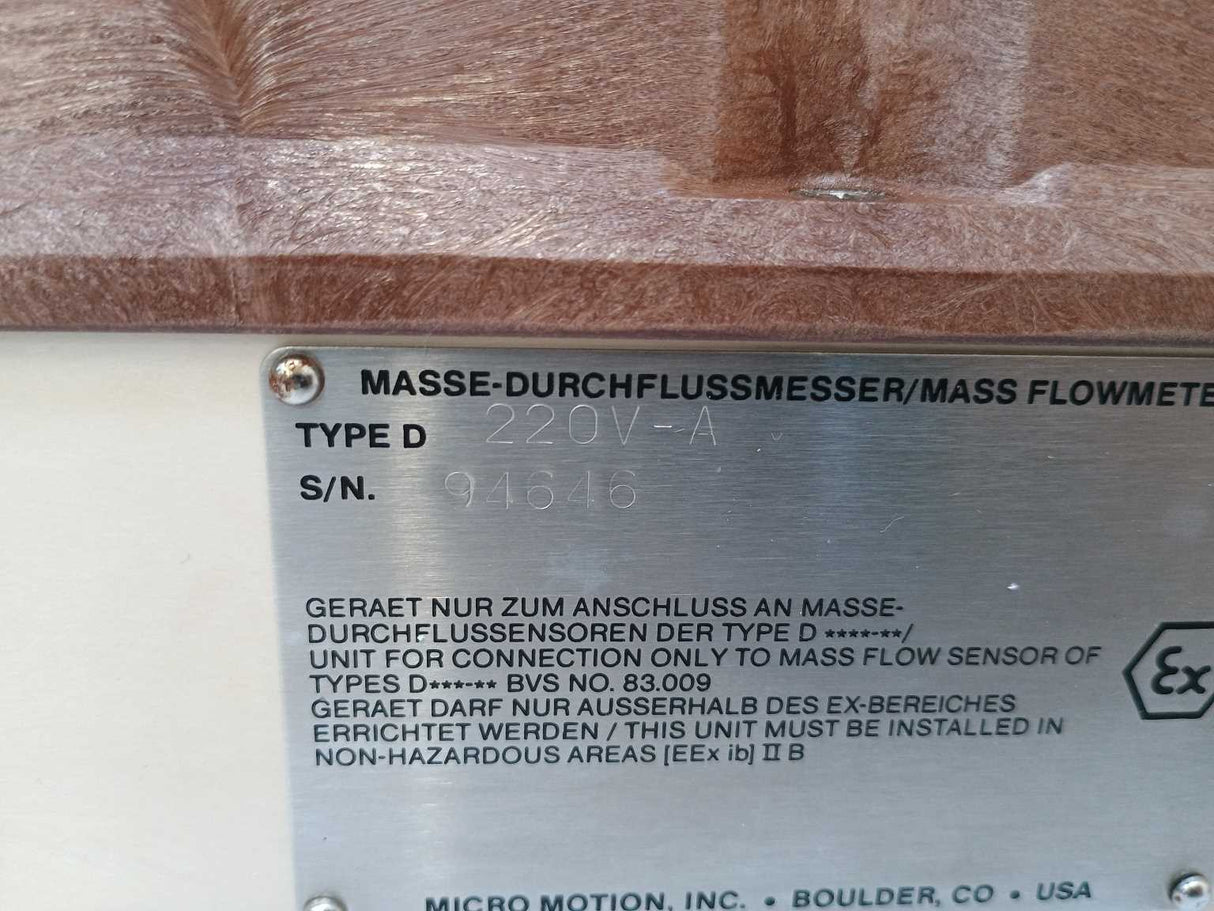 MASSE-DURCHFLUSSMESSER/MASS FLOWMETE
TYPE D 220V-A
S/N. 94646
GERAET NUR ZUM ANSCHLUSS AN MASSE-
DURCHFLUSSENSOREN DER TYPE D ****-**/
UNIT FOR CONNECTION ONLY TO MASS FLOW SENSOR OF
TYPES D***-** BVS NO. 83.009
GERAET DARF NUR AUSSERHALB DES EX-BEREICHES
ERRICHTET WERDEN / THIS UNIT MUST BE INSTALLED IN
NON-HAZARDOUS AREAS [EEx ib] II B
Ex
MICRO MOTION, INC. • BOULDER, CO • USA